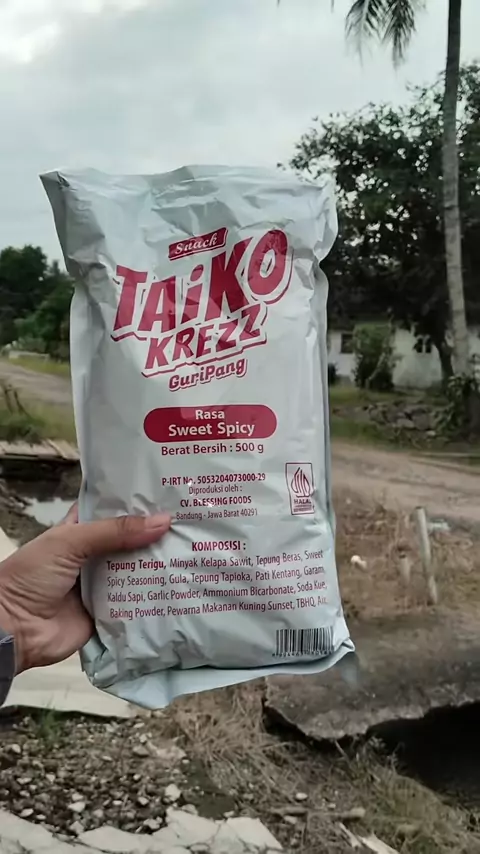 Snack
TAiKO
KREZZ
GuriPang
Rasa
Sweet Spicy
Berat Bersih : 500 g
P-IRT No. 5053204073000-29
Diproduksi oleh :
CV. BLESSING FOODS
Bandung - Jawa Barat 40291
HALAL
INDONESIA
KOMPOSISI :
Tepung Terigu, Minyak Kelapa Sawit, Tepung Beras, Sweet
Spicy Seasoning, Gula, Tepung Tapioka, Pati Kentang, Garam,
Kaldu Sapi, Garlic Powder, Ammonium Bicarbonate, Soda Kue,
Baking Powder, Pewarna Makanan Kuning Sunset, TBHQ, Air.